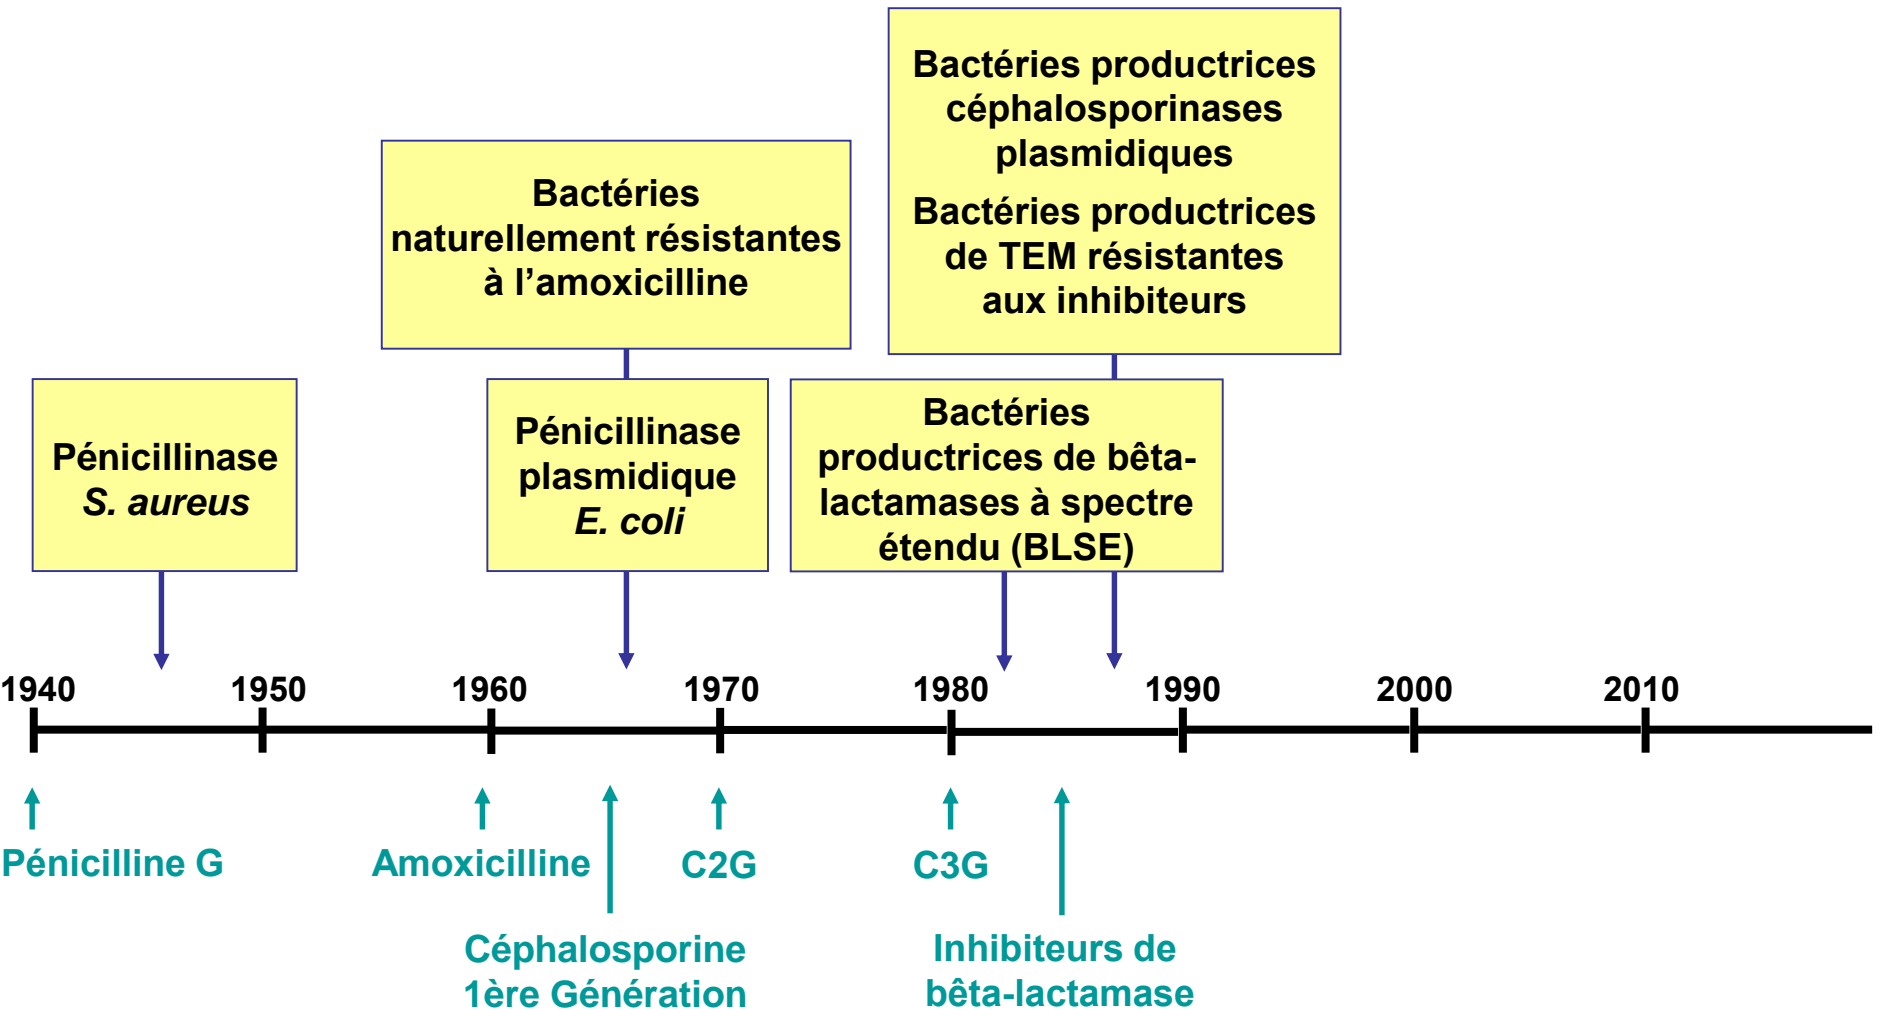 Bactéries productrices
céphalosporinases
plasmidiques
Bactéries productrices
de TEM résistantes
aux inhibiteurs
Bactéries
naturellement résistantes
à l’amoxicilline
Pénicillinase
S. aureus
Pénicillinase
plasmidique
E. coli
Bactéries
productrices de bêta-
lactamases à spectre
étendu (BLSE)
1940 1950 1960 1970 1980 1990 2000 2010
Pénicilline G Amoxicilline C2G C3G
Céphalosporine
1ère Génération
Inhibiteurs de
bêta-lactamase